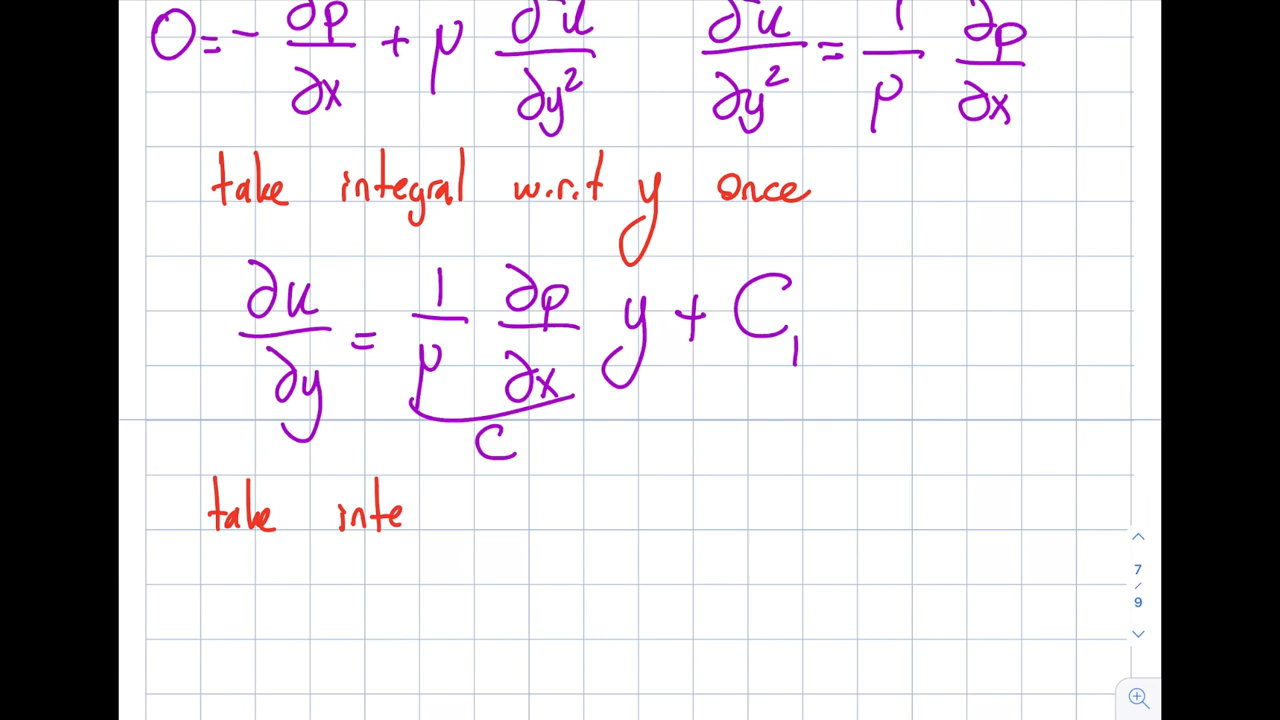 0 = - ∂p/∂x + μ ∂²u/∂y² ∂²u/∂y² = 1/μ ∂p/∂x
take integral w.r.t y once
∂u/∂y = 1/μ ∂p/∂x y + C₁
C
take inte
7
/
9